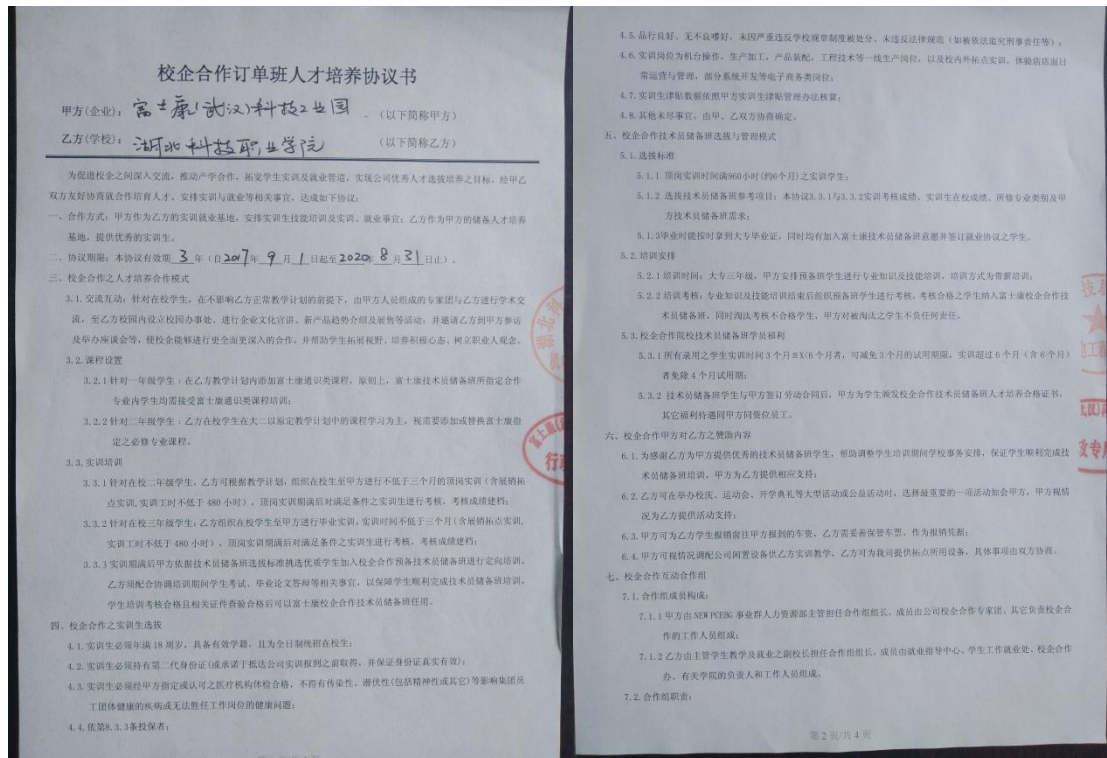 校企合作订单班人才培养协议书
甲方(企业): 富士康(武汉)科技工业园 (以下简称甲方)
乙方(学校): 湖北科技职业学院 (以下简称乙方)
为促进校企之间深入交流，推动产学合作，拓宽学生实训及就业管道，实现公司优秀人才选拔培养之目标，经甲乙
双方友好协商就合作培育人才、安排实训与就业等相关事宜，达成如下协议:
一、合作方式: 甲方作为乙方的实训就业基地，安排实训生技能培训及实训、就业事宜; 乙方作为甲方的储备人才培养
基地，提供优秀的实训生。
二、协议期限: 本协议有效期 3 年 (自 2017 年 9 月 1 日起至 2020 年 8 月 31 日止)。
三、校企合作之人才培养合作模式
3.1.交流互动: 针对在校学生，在不影响乙方正常教学计划的前提下，由甲方人员组成的专家团与乙方进行学术交
流，至乙方校园内设立校园办事处、进行企业文化宣讲、新产品趋势介绍及展售等活动; 并邀请乙方到甲方参访
及举办座谈会等，使校企能够进行更全面更深入的合作，并帮助学生拓展视野、培养积极心态、树立职业人观念。
3.2.课程设置
3.2.1针对一年级学生: 在乙方教学计划内添加富士康通识类课程，原则上，富士康技术员储备班所指定合作
专业内学生均需接受富士康通识类课程培训;
3.2.2针对二年级学生: 乙方在校学生在大二以原定教学计划中的课程学习为主，视需要添加或替换富士康指
定之必修专业课程。
3.3.实训培训
3.3.1针对在校二年级学生，乙方可根据教学计划，组织在校生至甲方进行不低于三个月的顶岗实训 (含展销拓
点实训,实训工时不低于 480 小时)，顶岗实训期满后对满足条件之实训生进行考核，考核成绩建档;
3.3.2针对在校三年级学生: 乙方组织在校学生至甲方进行毕业实训，实训时间不低于三个月(含展销拓点实训,
实训工时不低于 480 小时)，顶岗实训期满后对满足条件之实训生进行考核，考核成绩建档;
3.3.3实训期满后甲方依据技术员储备班选拔标准挑选优质学生加入校企合作预备技术员储备班进行定向培训，
乙方须配合协调培训期间学生考试、毕业论文答辩等相关事宜，以保障学生顺利完成技术员储备班培训，
学生培训考核合格且相关证件查验合格后可以富士康校企合作技术员储备班任用。
四、校企合作之实训生选拔
4.1.实训生必须年满 18 周岁，具备有效学籍，且为全日制统招在校生;
4.2.实训生必须持有第二代身份证(或承诺于抵达公司实训报到之前取得，并保证身份证真实有效);
4.3.实训生必须经甲方指定或认可之医疗机构体检合格，不得有传染性、潜伏性(包括精神性或其它)等影响集团员
工团体健康的疾病或无法胜任工作岗位的健康问题;
4.4.依第8.3.3条投保者;
4.5.品行良好、无不良嗜好，未因严重违反学校规章制度被处分、未违反法律规范 (如被依法追究刑事责任等);
4.6.实训岗位为机台操作、生产加工，产品装配，工程技术等一线生产岗位，以及校内外拓点实训、体验店店面日
常运营与管理，部分系统开发等电子商务类岗位;
4.7.实训生津贴数额依照甲方实训生津贴管理办法核算;
4.8.其他未尽事宜，由甲、乙双方协商确定。
五、校企合作技术员储备班选拔与管理模式
5.1.选拔标准
5.1.1 顶岗实训时间满960小时(约6个月)之实训学生;
5.1.2 选拔技术员储备班参考项目: 本协议3.3.1与3.3.2实训考核成绩、实训生在校成绩、所修专业类别及甲
方技术员储备班需求;
5.1.3毕业时能按时拿到大专毕业证，同时均有加入富士康技术员储备班意愿并签订就业协议之学生。
5.2.培训安排
5.2.1培训时间: 大专三年级，甲方安排预备班学生进行专业知识及技能培训，培训方式为带薪培训;
5.2.2培训考核: 专业知识及技能培训结束后组织预备班学生进行考核，考核合格之学生纳入富士康校企合作技
术员储备班，同时淘汰考核不合格学生，甲方对被淘汰之学生不负任何责任。
5.3.校企合作院校技术员储备班学员福利
5.3.1所有录用之学生实训时间 3 个月≤X<6 个月者，可减免 3 个月的试用期限，实训超过 6 个月 (含 6 个月)
者免除 4 个月试用期;
5.3.2 技术员储备班学生与甲方签订劳动合同后，甲方为学生颁发校企合作技术员储备班人才培养合格证书，
其它福利待遇同甲方同资位员工。
六、校企合作甲方对乙方之赞助内容
6.1.为感谢乙方为甲方提供优秀的技术员储备班学生，帮助调整学生培训期间学校事务安排，保证学生顺利完成技
术员储备班培训，甲方为乙方提供相应支持:
6.2.乙方可在举办校庆、运动会、开学典礼等大型活动或公益活动时，选择最重要的一项活动知会甲方，甲方视情
况为乙方提供活动支持;
6.3.甲方可为乙方学生报销前往甲方报到的车资，乙方需妥善保管车票，作为报销凭据;
6.4.甲方可视情况调配公司闲置设备供乙方实训教学，乙方可为我司提供拓点所用设备，具体事项由双方协商。
七、校企合作互动合作组
7.1.合作组成员构成:
7.1.1甲方由 NEW PCEBG 事业群人力资源部主管担任合作组组长，成员由公司校企合作专家团、其它负责校企合
作的工作人员组成;
7.1.2乙方由主管学生教学及就业之副校长担任合作组组长，成员由就业指导中心、学生工作就业处、校企合作
办、有关学院的负责人和工作人员组成。
7.2.合作组职责:
第 2 页/共 4 页